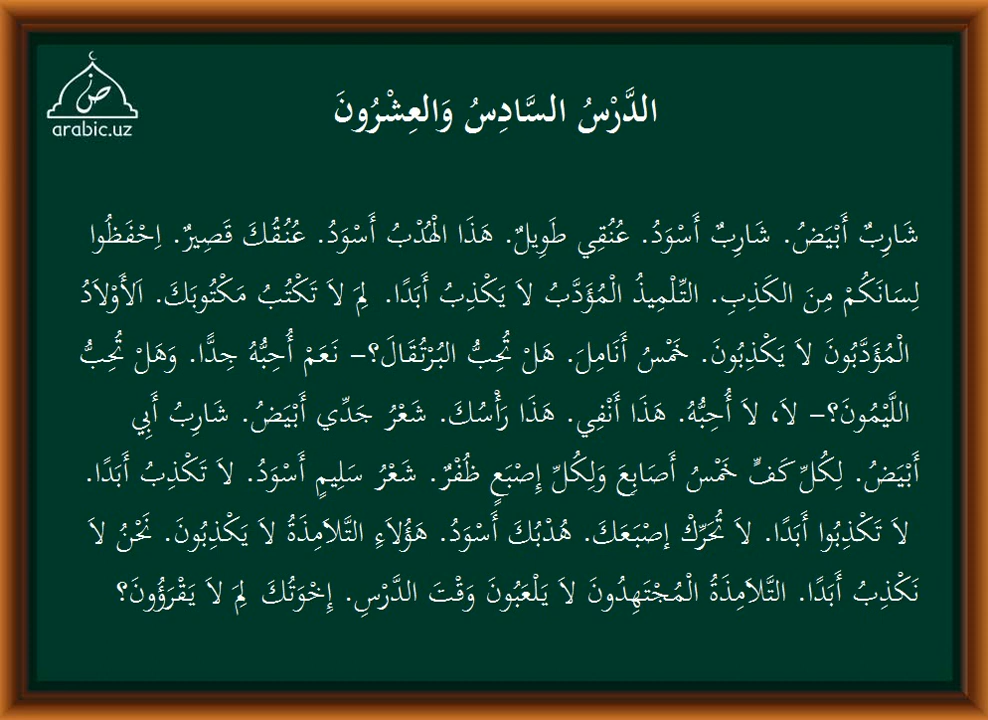 ض
arabic.uz
الدَّرْسُ السَّادِسُ وَالعِشْرُونَ
شَارِبٌ أَبْيَضُ. شَارِبٌ أَسْوَدُ. عُنُقِي طَوِيلٌ. هَذَا الْهُدْبُ أَسْوَدُ. عُنُقُكَ قَصِيرٌ. اِحْفَظُوا
لِسَانَكُمْ مِنَ الكَذِبِ. التِّلْمِيذُ الْمُؤَدَّبُ لاَ يَكْذِبُ أَبَدًا. لِمَ لاَ تَكْتُبُ مَكْتُوبَكَ. اَلأَوْلاَدُ
الْمُؤَدَّبُونَ لاَ يَكْذِبُونَ. خَمْسُ أَنَامِلَ. هَلْ تُحِبُّ البُرْتُقَالَ؟– نَعَمْ أُحِبُّهُ جِدًّا. وَهَلْ تُحِبُّ
اللَّيْمُونَ؟– لاَ، لاَ أُحِبُّهُ. هَذَا أَنْفِي. هَذَا رَأْسُكَ. شَعْرُ جَدِّي أَبْيَضُ. شَارِبُ أَبِي
أَبْيَضُ. لِكُلِّ كَفٍّ خَمْسُ أَصَابِعَ وَلِكُلِّ إِصْبَعٍ ظُفْرٌ. شَعْرُ سَلِيمٍ أَسْوَدُ. لاَ تَكْذِبُ أَبَدًا.
لاَ تَكْذِبُوا أَبَدًا. لاَ تُحَرِّكْ إصْبَعَكَ. هُدْبُكَ أَسْوَدُ. هَؤُلاَءِ التَّلاَمِذَةُ لاَ يَكْذِبُونَ. نَحْنُ لاَ
نَكْذِبُ أَبَدًا. التَّلاَمِذَةُ الْمُجْتَهِدُونَ لاَ يَلْعَبُونَ وَقْتَ الدَّرْسِ. إِخْوَتُكَ لِمَ لاَ يَقْرَؤُونَ؟